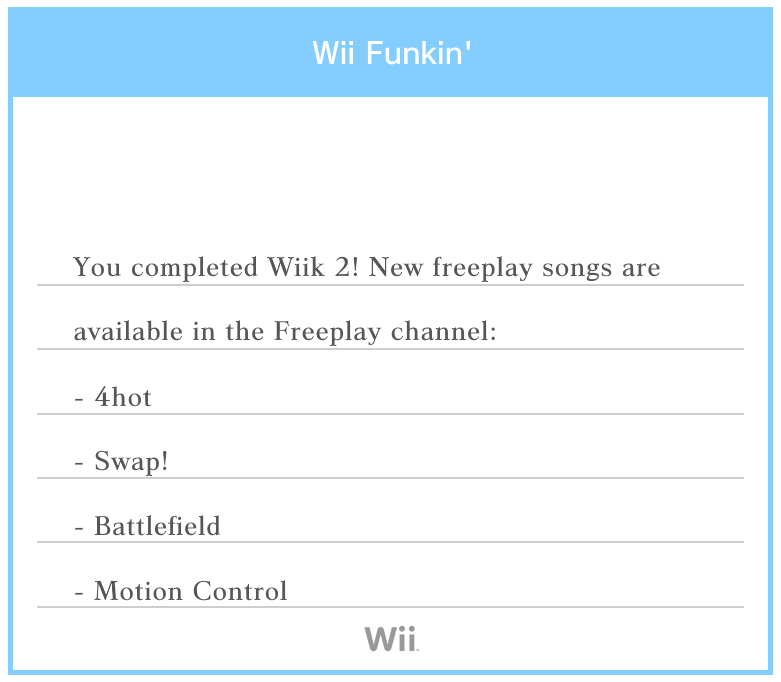 Wii Funkin'
You completed Wiik 2! New freeplay songs are
available in the Freeplay channel:
- 4hot
- Swap!
- Battlefield
- Motion Control
Wii